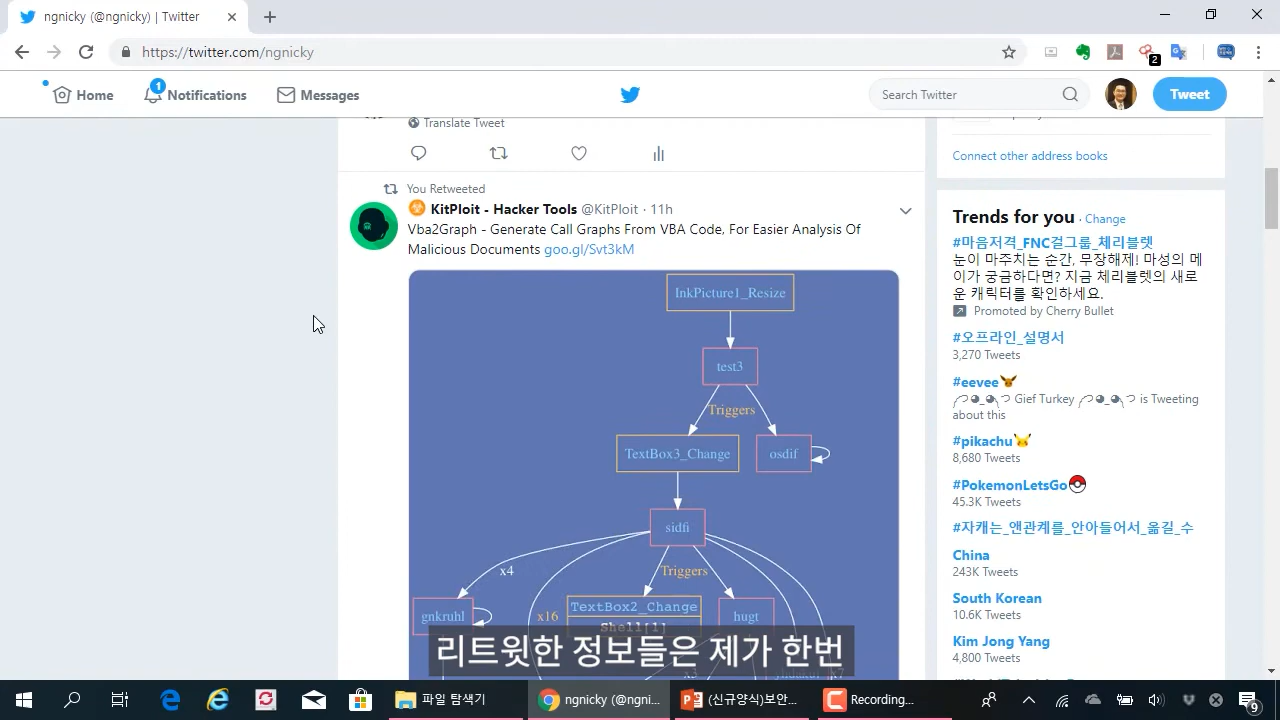 ngnicky (@ngnicky) | Twitter
https://twitter.com/ngnicky
2
Home
1
Notifications
Messages
Search Twitter
Tweet
Translate Tweet
You Retweeted
KitPloit - Hacker Tools @KitPloit · 11h
Vba2Graph - Generate Call Graphs From VBA Code, For Easier Analysis Of
Malicious Documents goo.gl/Svt3kM
InkPicture1_Resize
test3
Triggers
TextBox3_Change
osdif
sidfi
x4
Triggers
gnkruhl
x16
TextBox2_Change
hugt
Shell[1]
x3
x7
리트윗한 정보들은 제가 한번
Connect other address books
Trends for you · Change
#마음저격_FNC걸그룹_체리블렛
눈이 마주치는 순간, 무장해제! 마성의 메
이가 궁금하다면? 지금 체리블렛의 새로
운 캐릭터를 확인하세요.
Promoted by Cherry Bullet
#오프라인_설명서
3,270 Tweets
#eevee
Gief Turkey is Tweeting
about this
#pikachu
8,680 Tweets
#PokemonLetsGo
45.3K Tweets
#자캐는_앤관계를_안아들어서_옮길_수
China
243K Tweets
South Korean
10.6K Tweets
Kim Jong Yang
4,800 Tweets
파일 탐색기
ngnicky (@ngni...
(신규양식)보안...
Recording...
9